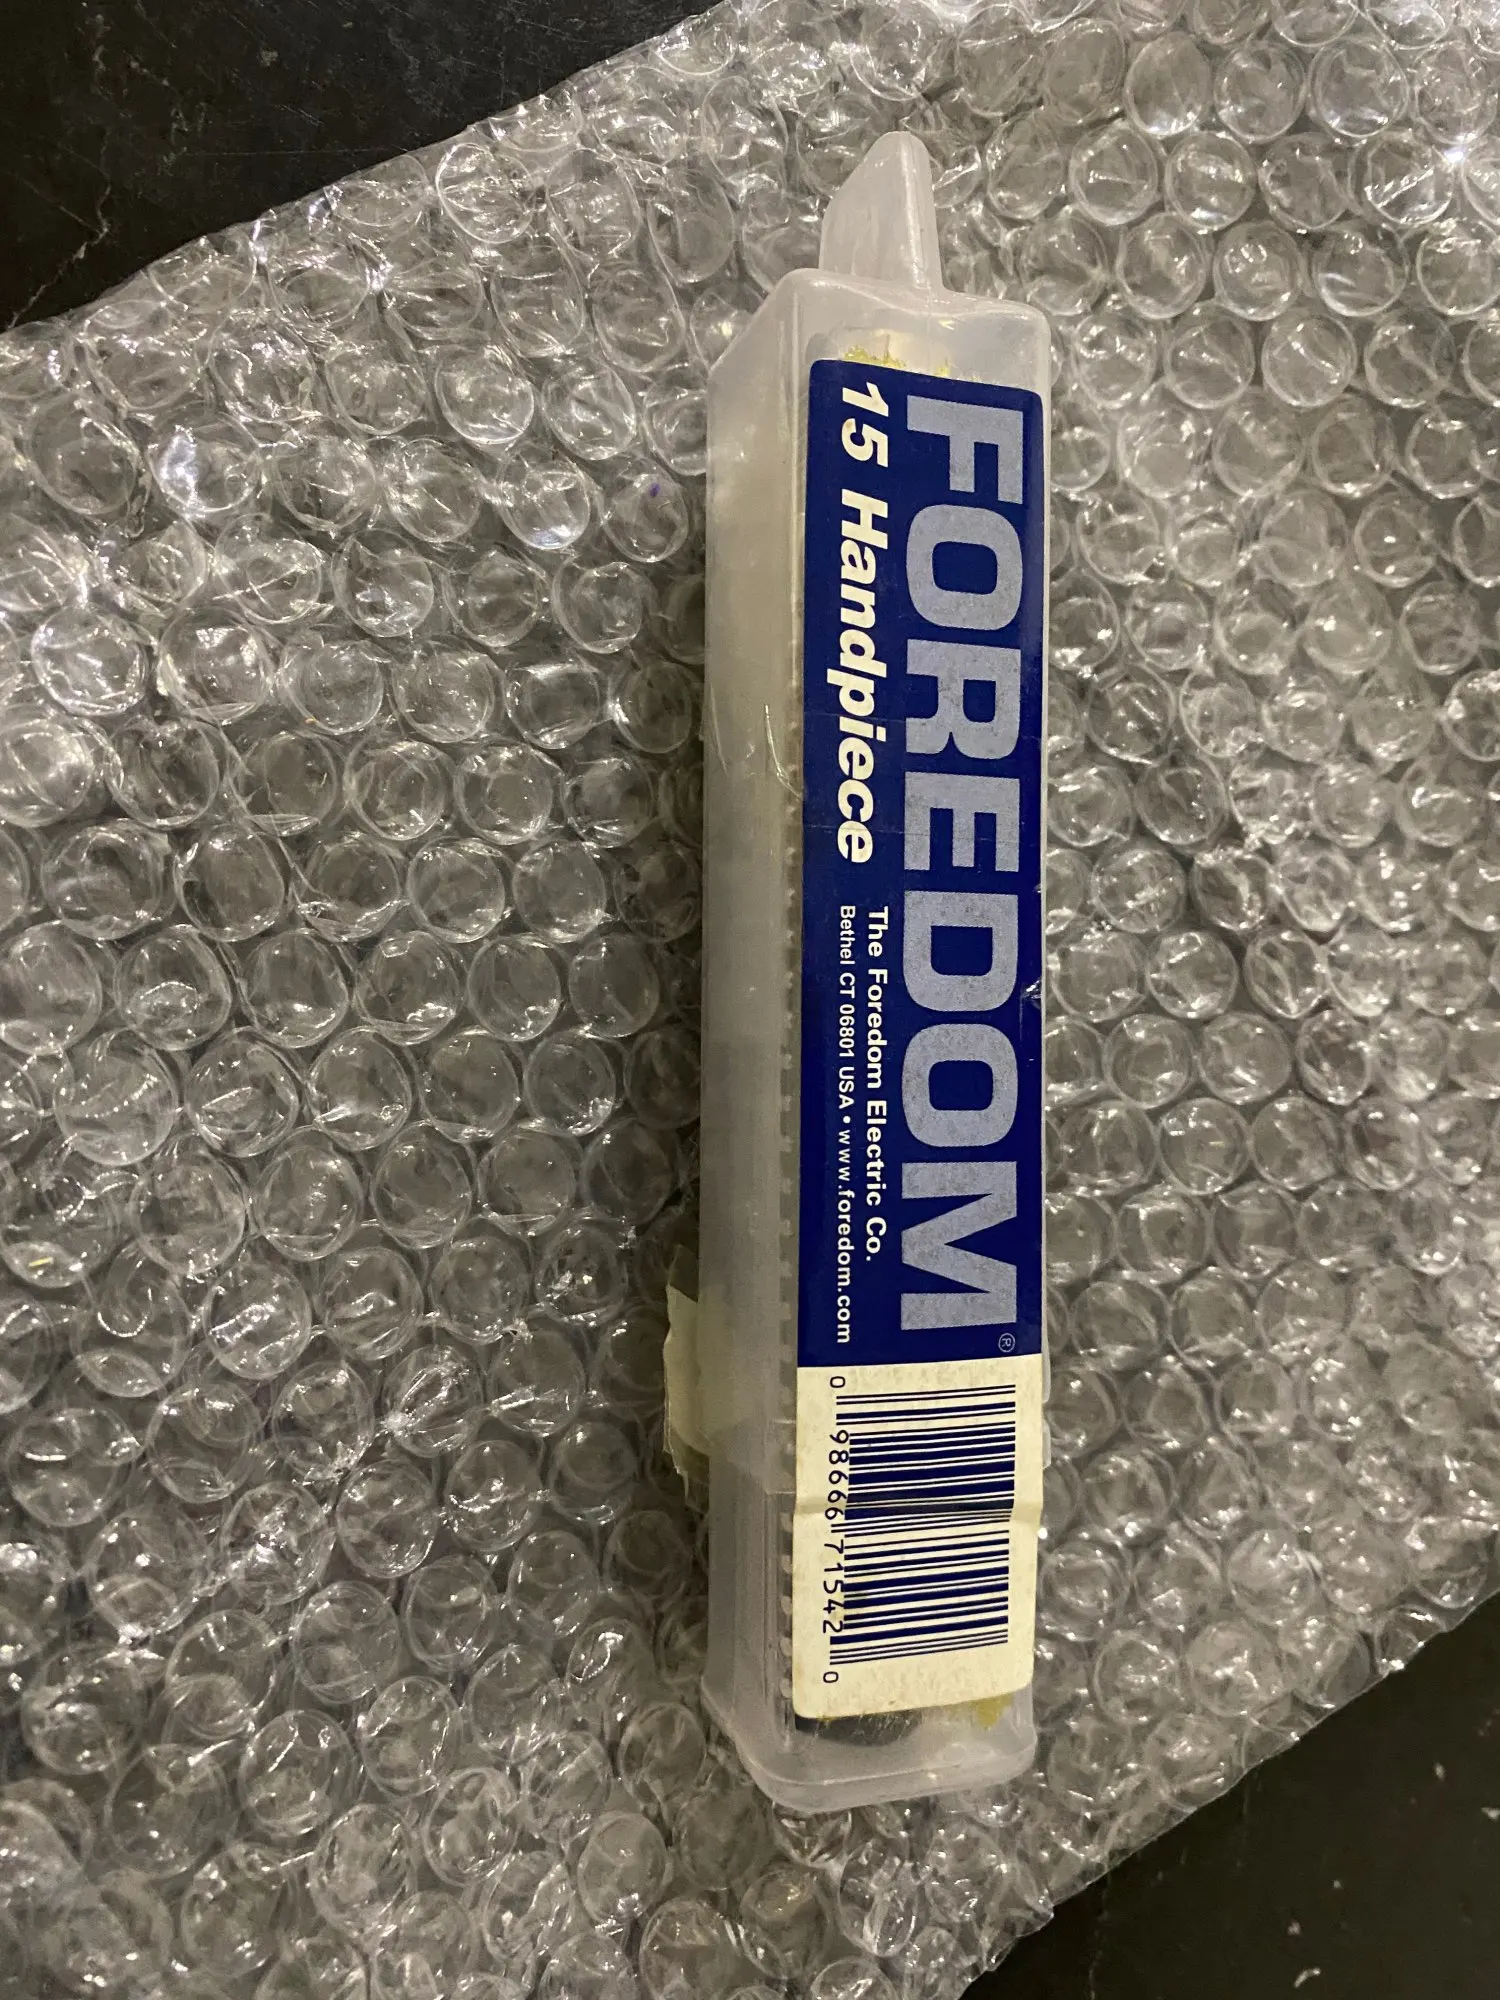 FOREDOM®
15 Handpiece
The Foredom Electric Co.
Bethel CT 06801 USA • www.foredom.com
0 98666 71542 0